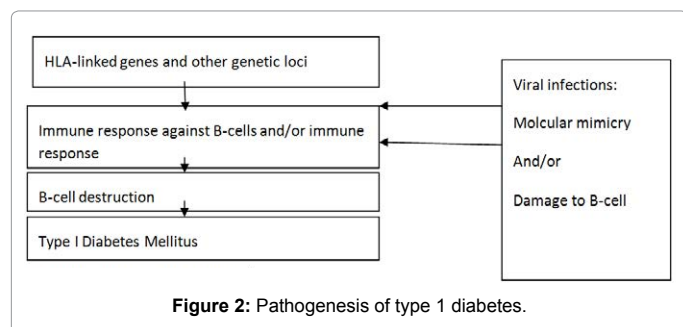 HLA-linked genes and other genetic loci
Immune response against B-cells and/or immune
response
B-cell destruction
Type I Diabetes Mellitus
Viral infections:
Molcular mimicry
And/or
Damage to B-cell
Figure 2: Pathogenesis of type 1 diabetes.